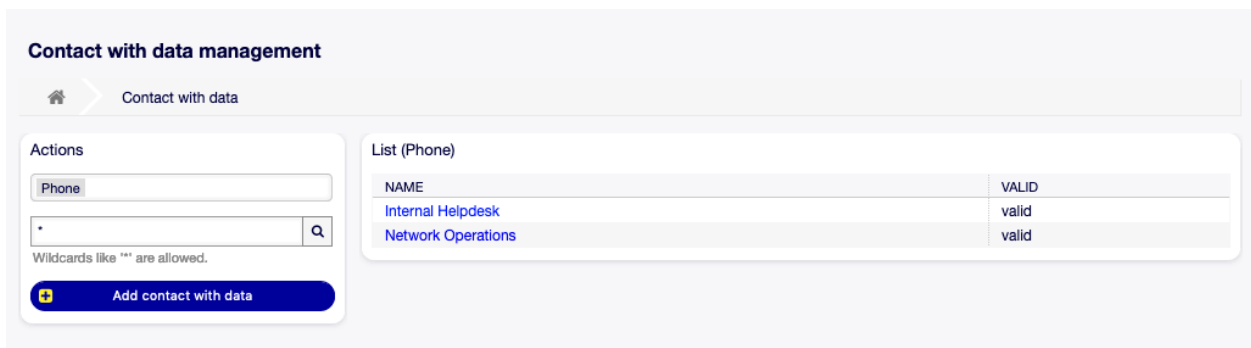 Contact with data management
Contact with data
Actions
Phone
*
Wildcards like '*' are allowed.
Add contact with data
List (Phone)
NAME VALID
Internal Helpdesk valid
Network Operations valid